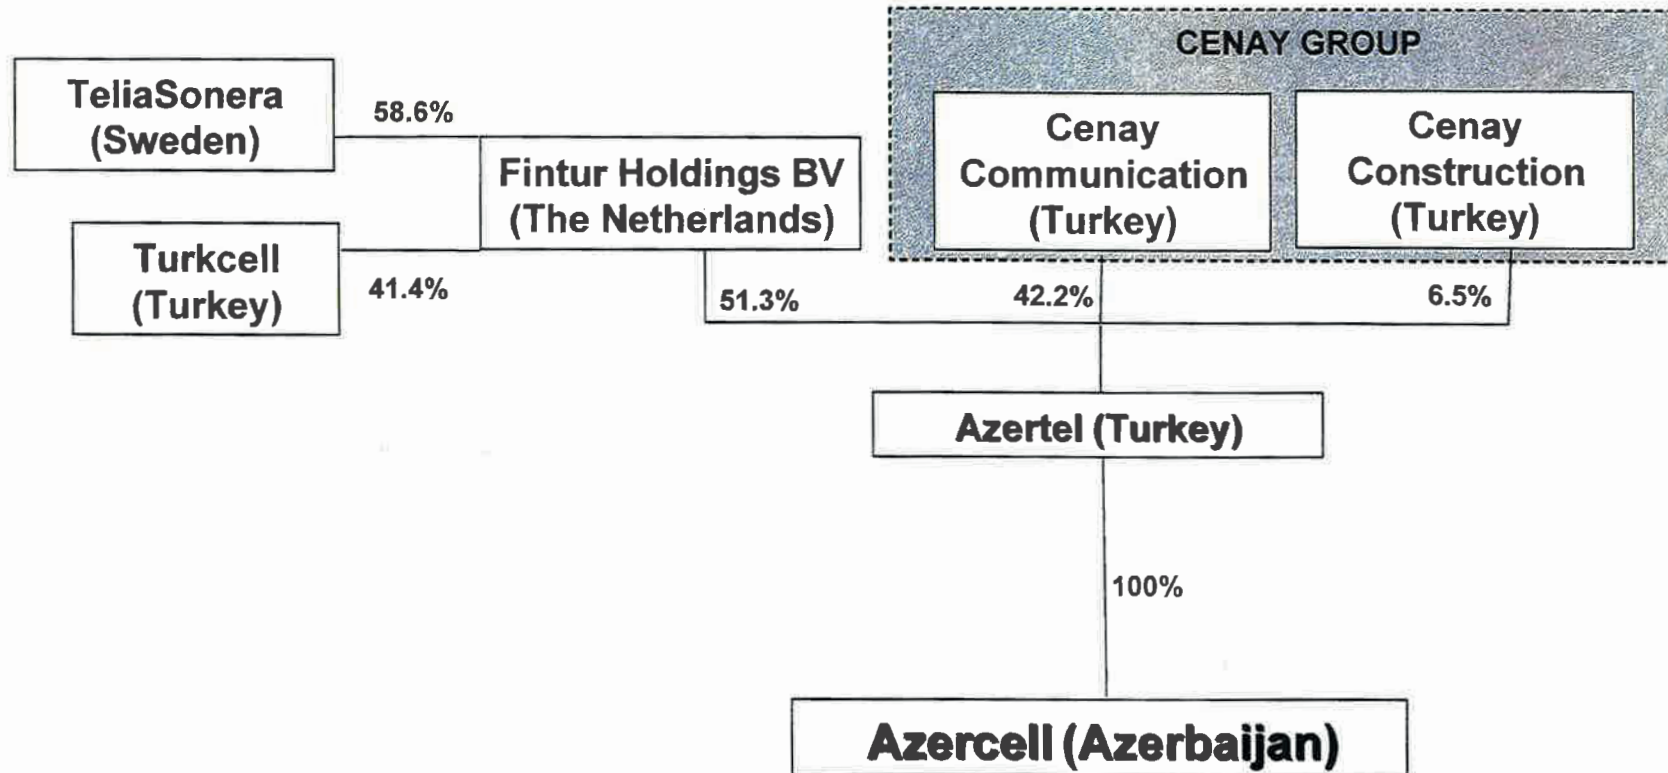 CENAY GROUP
TeliaSonera
(Sweden)
58.6%
Fintur Holdings BV
(The Netherlands)
Cenay
Communication
(Turkey)
Cenay
Construction
(Turkey)
Turkcell
(Turkey)
41.4%
51.3%
42.2%
6.5%
Azertel (Turkey)
100%
Azercell (Azerbaijan)